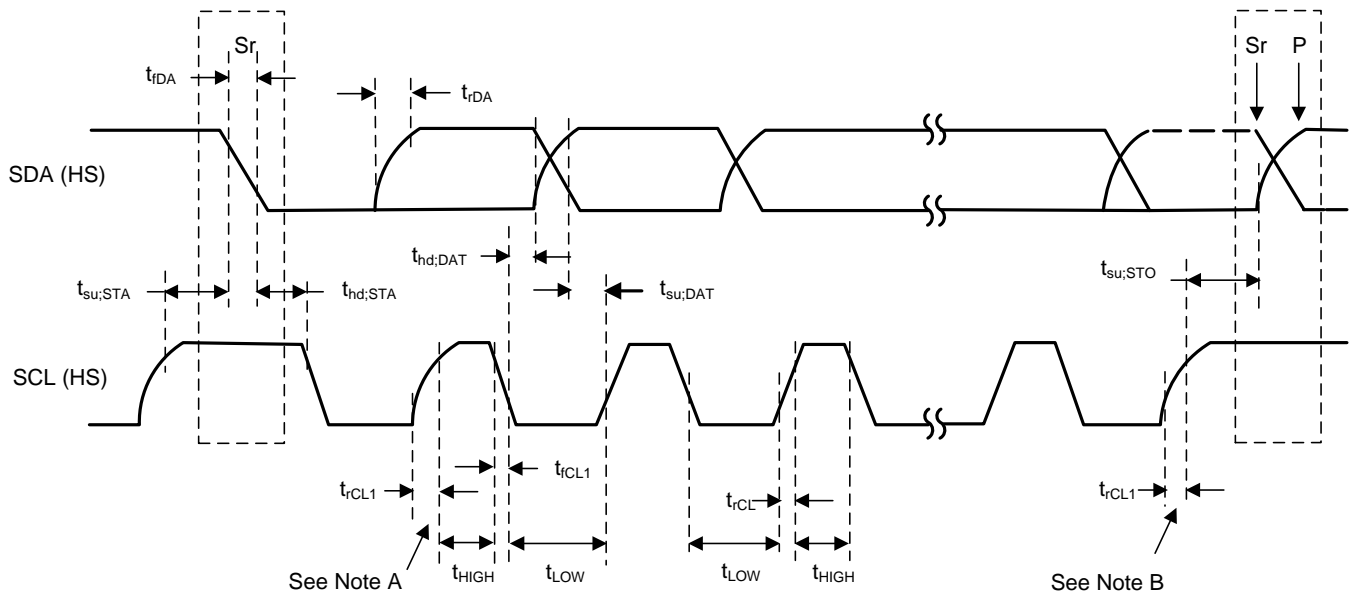 Sr
Sr
P
tfDA
trDA
SDA (HS)
thd;DAT
tsu;STA
thd;STA
tsu;DAT
tsu;STO
SCL (HS)
tfCL1
trCL1
trCL
trCL1
See Note A
tHIGH
tLOW
tLOW
tHIGH
See Note B